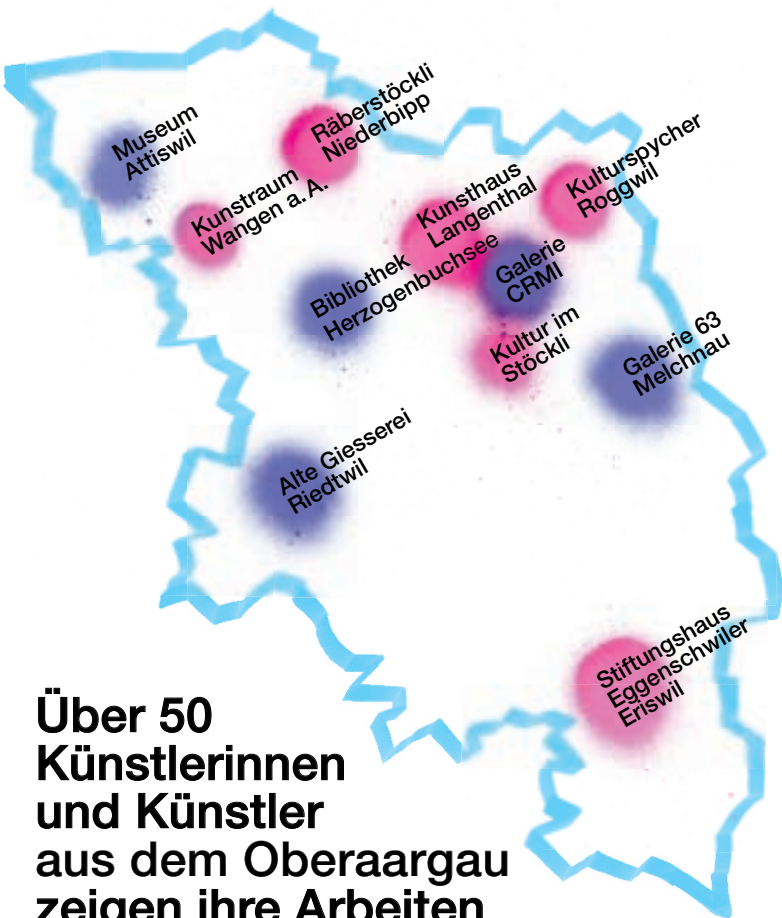 Museum
Attiswil
Räberstöckli
Niederbipp
Kunstraum
Wangen a. A.
Kunsthaus
Langenthal
Kulturspycher
Roggwil
Bibliothek
Herzogenbuchsee
Galerie
CRMI
Kultur im
Stöckli
Galerie 63
Melchnau
Alte Giesserei
Riedtwil
Stiftungshaus
Eggenschwiler
Eriswil
Über 50
Künstlerinnen
und Künstler
aus dem Oberaargau
zeigen ihre Arbeiten